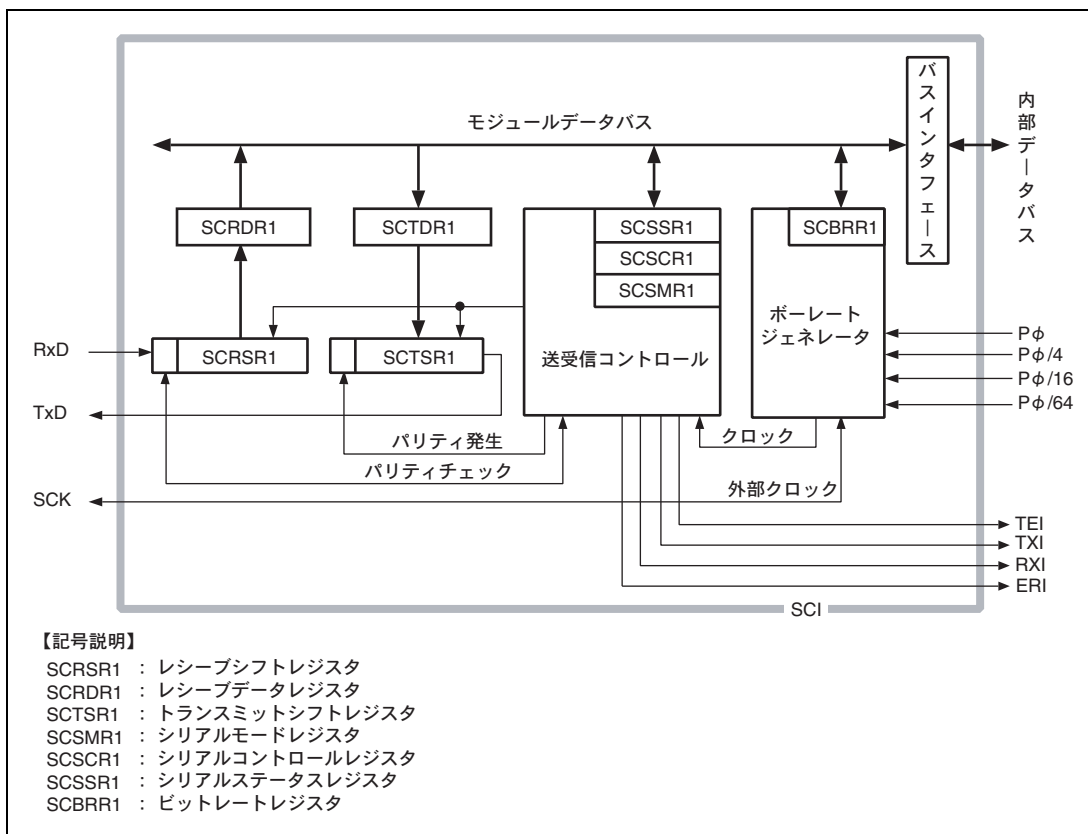 バスインタフェース
内部データバス
モジュールデータバス
SCRDR1
SCTDR1
SCSSR1
SCSCR1
SCSMR1
SCBRR1
ボーレート
ジェネレータ
送受信コントロール
RxD
SCRSR1
SCTSR1
Pφ
Pφ/4
Pφ/16
Pφ/64
TxD
パリティ発生
クロック
パリティチェック
SCK
外部クロック
TEI
TXI
RXI
ERI
SCI
【記号説明】
SCRSR1 : レシーブシフトレジスタ
SCRDR1 : レシーブデータレジスタ
SCTSR1 : トランスミットシフトレジスタ
SCSMR1 : シリアルモードレジスタ
SCSCR1 : シリアルコントロールレジスタ
SCSSR1 : シリアルステータスレジスタ
SCBRR1 : ビットレートレジスタ